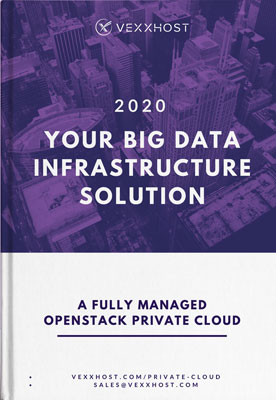 VEXXHOST
2020
YOUR BIG DATA
INFRASTRUCTURE
SOLUTION
A FULLY MANAGED
OPENSTACK PRIVATE CLOUD
• VEXXHOST.COM/PRIVATE-CLOUD
• SALES@VEXXHOST.COM